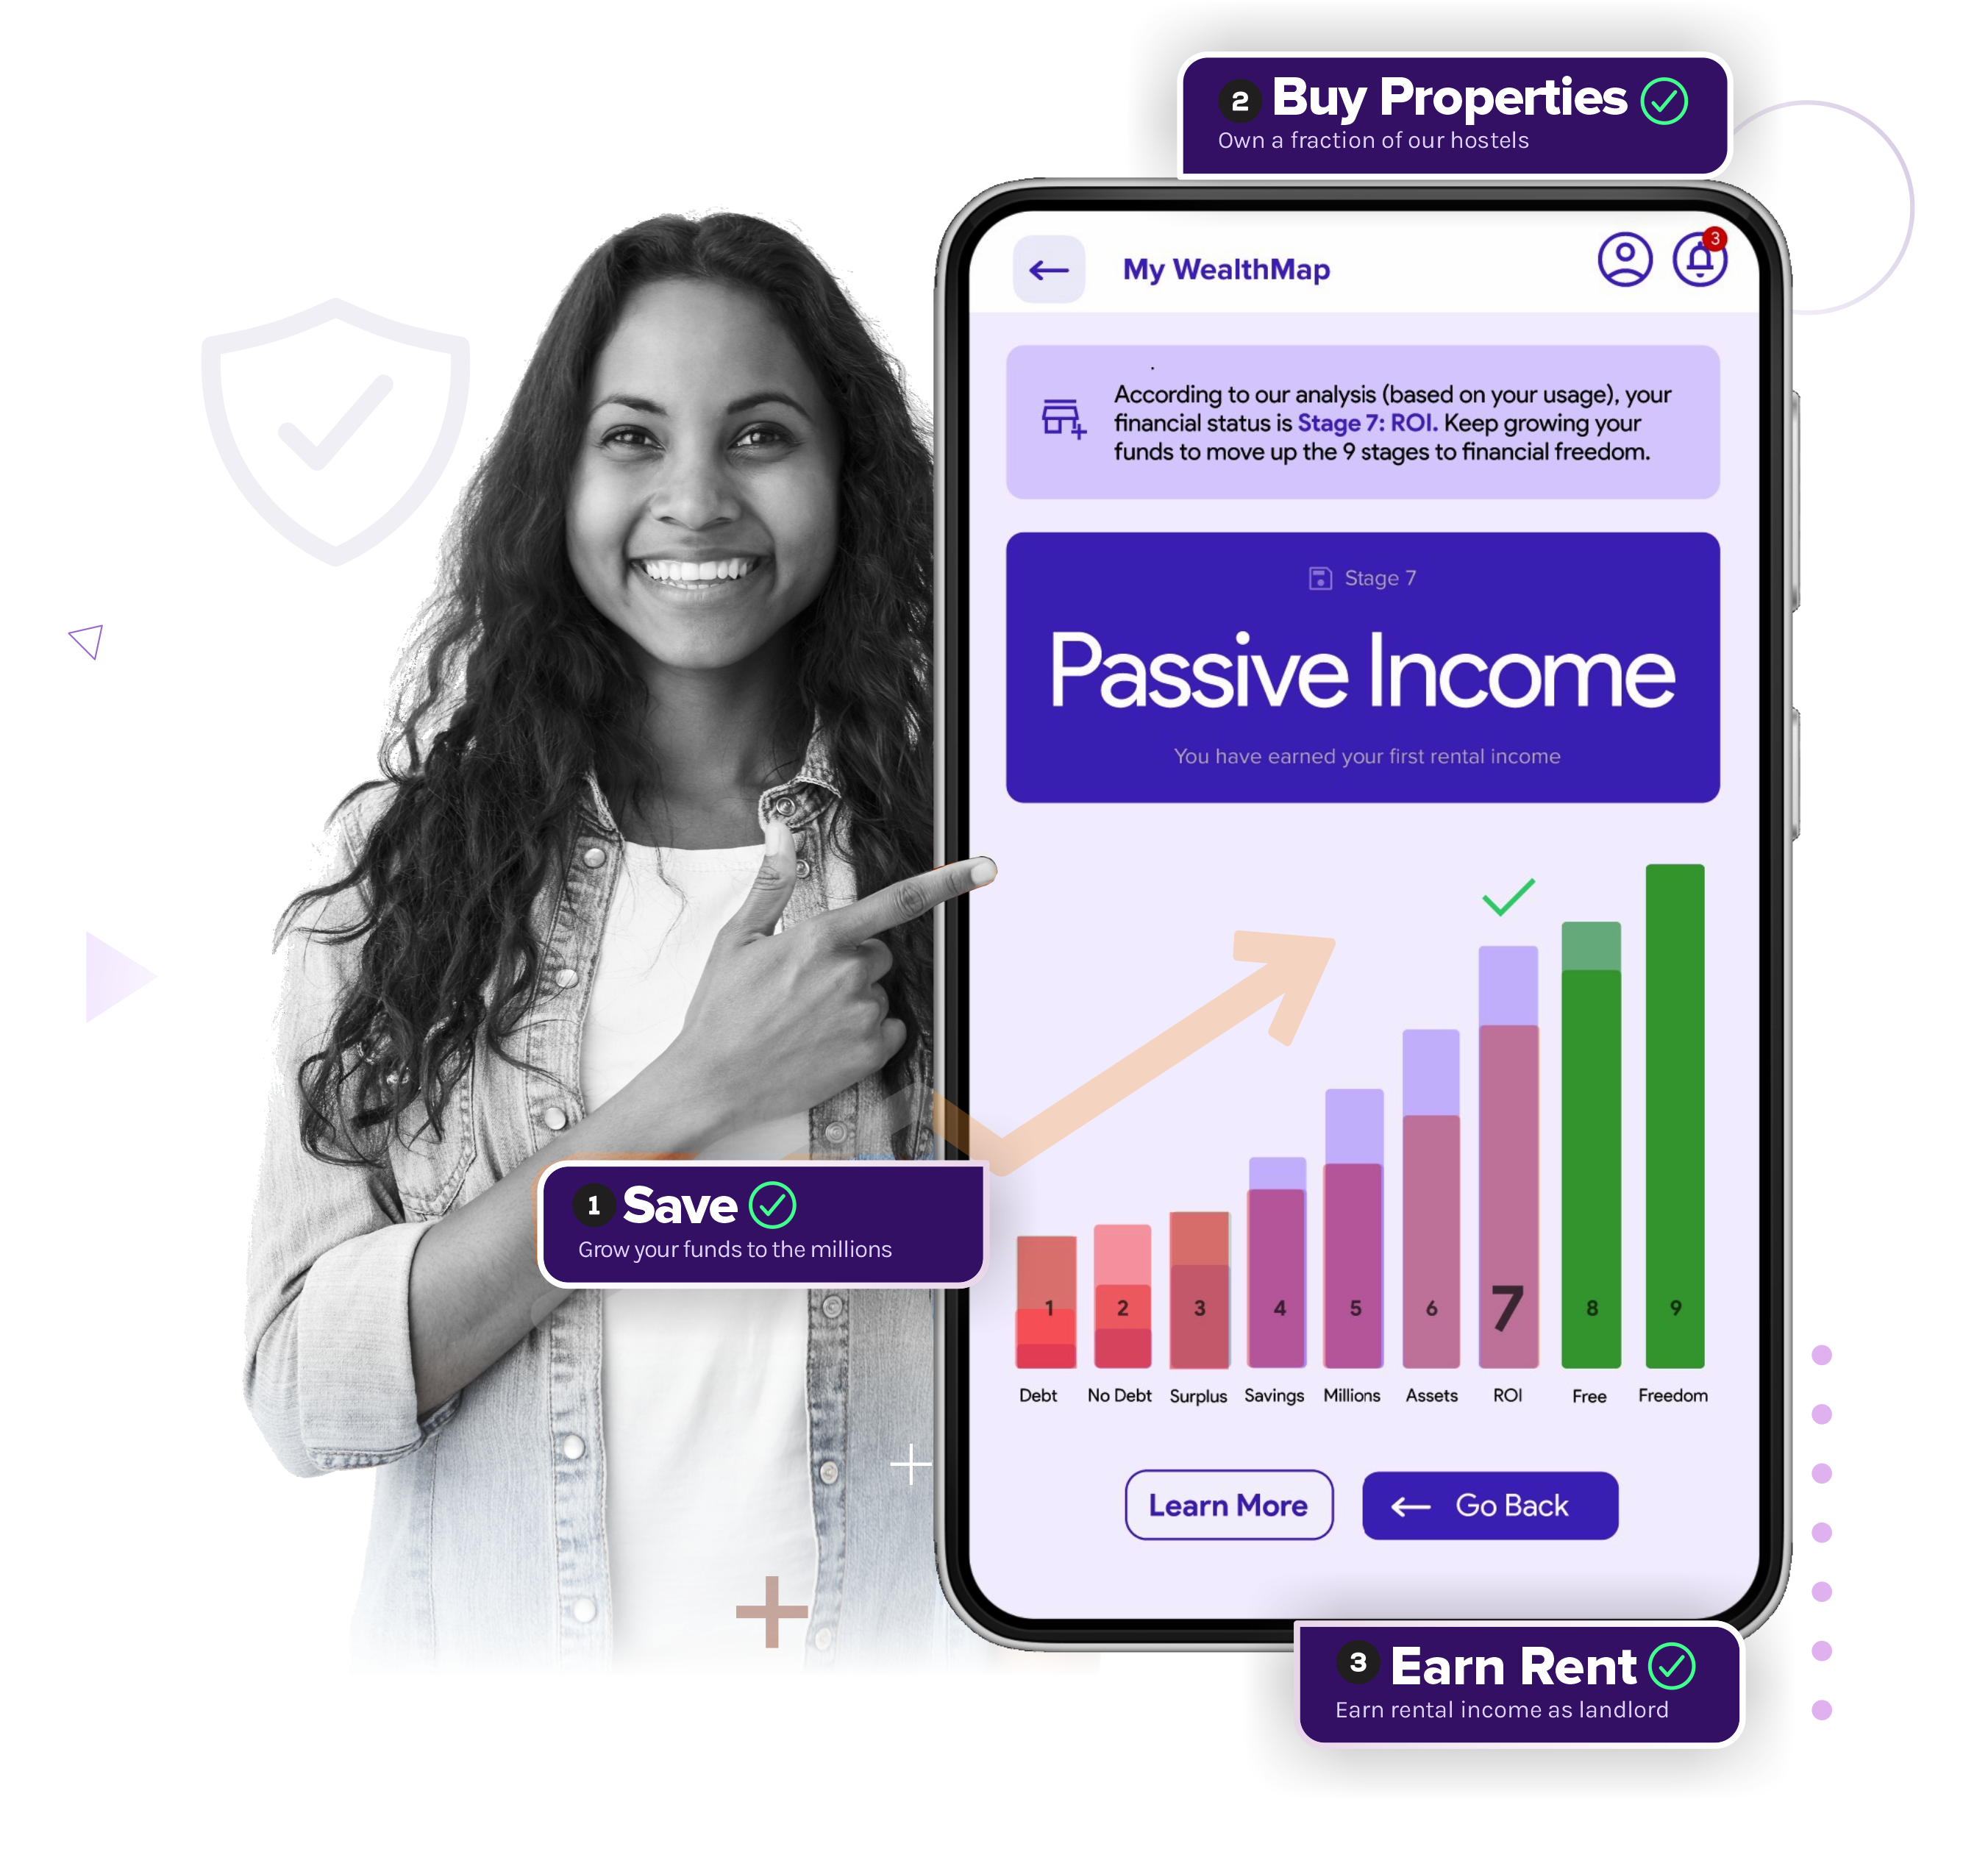 2 Buy Properties
Own a fraction of our hostels
My WealthMap
3
According to our analysis (based on your usage), your
financial status is Stage 7: ROI. Keep growing your
funds to move up the 9 stages to financial freedom.
Stage 7
Passive Income
You have earned your first rental income
1 Save
Grow your funds to the millions
1 2 3 4 5 6 7 8 9
Debt No Debt Surplus Savings Millions Assets ROI Free Freedom
Learn More
Go Back
3 Earn Rent
Earn rental income as landlord